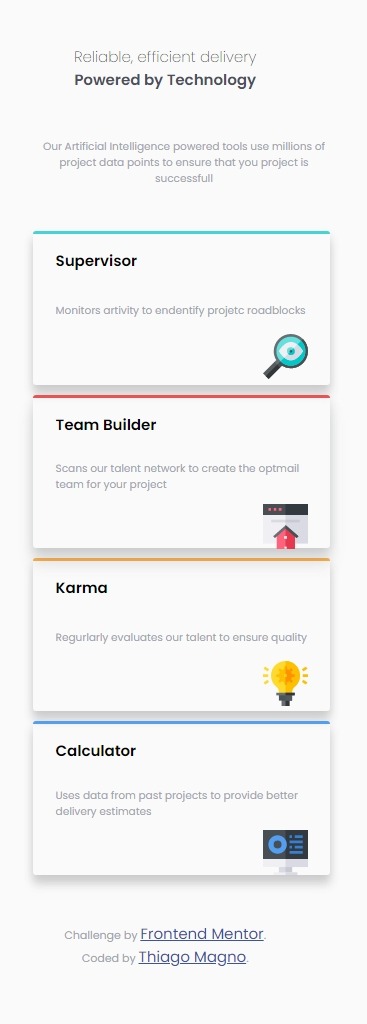 Reliable, efficient delivery
Powered by Technology
Our Artificial Intelligence powered tools use millions of
project data points to ensure that you project is
successfull
Supervisor
Monitors artivity to endentify projetc roadblocks
Team Builder
Scans our talent network to create the optmail
team for your project
Karma
Regurlarly evaluates our talent to ensure quality
Calculator
Uses data from past projects to provide better
delivery estimates
Challenge by Frontend Mentor.
Coded by Thiago Magno.